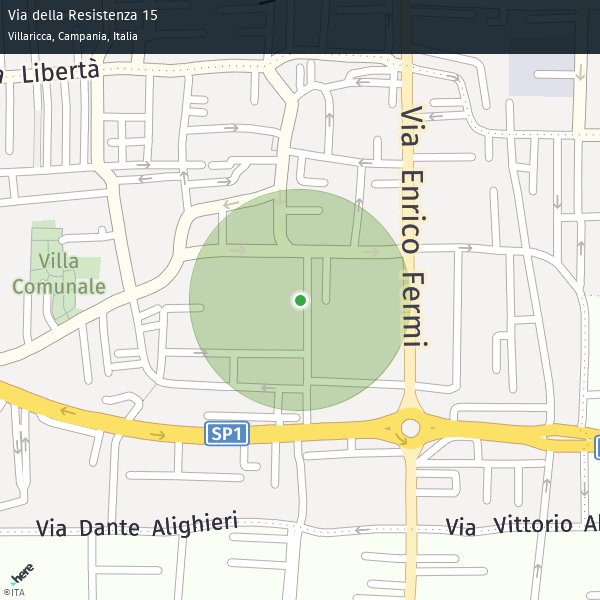 Via della Resistenza 15
Villaricca, Campania, Italia
Libertà
Via Enrico Fermi
Villa
Comunale
SP1
Via Dante Alighieri
Via Vittorio
here
©ITA